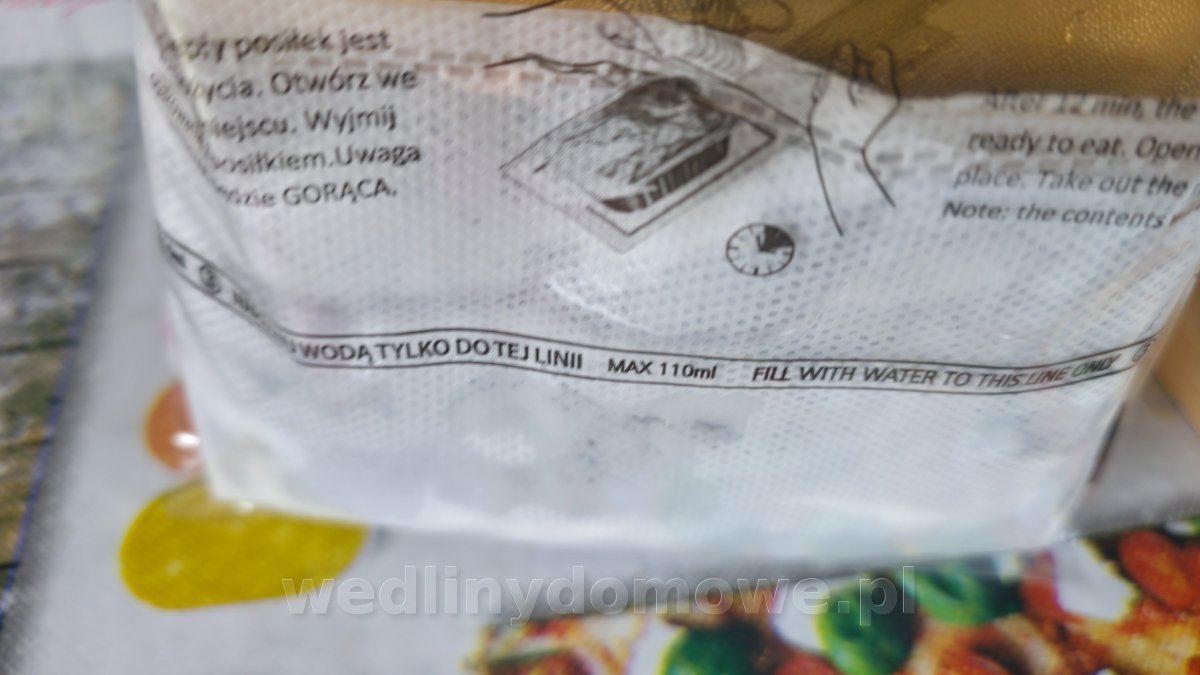 posiłek jest
Otwórz we
Wyjmij
posiłkiem.Uwaga
GORĄCA.
After 12 min, the
ready to eat. Open
place. Take out the
Note: the contents
WODĄ TYLKO DO TEJ LINII MAX 110ml FILL WITH WATER TO THIS LINE ONLY
wedlinydomowe.pl